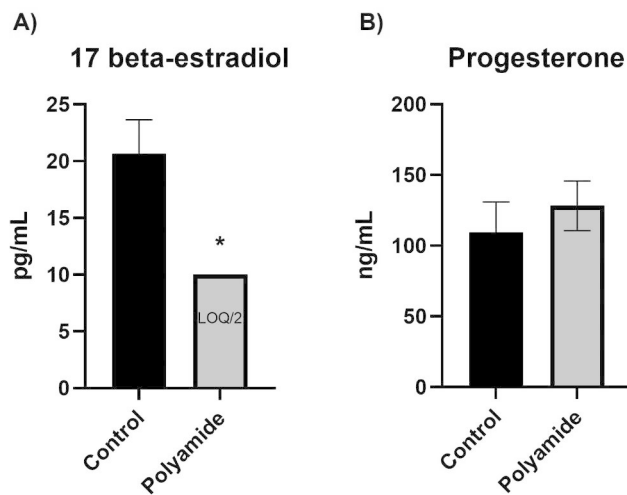 A)
17 beta-estradiol
pg/mL
25
20
15
10
5
0
*
LOQ/2
Control
Polyamide
B)
Progesterone
ng/mL
200
150
100
50
0
Control
Polyamide